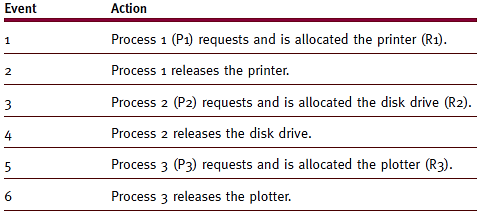 Event Action
1 Process 1 (P1) requests and is allocated the printer (R1).
2 Process 1 releases the printer.
3 Process 2 (P2) requests and is allocated the disk drive (R2).
4 Process 2 releases the disk drive.
5 Process 3 (P3) requests and is allocated the plotter (R3).
6 Process 3 releases the plotter.